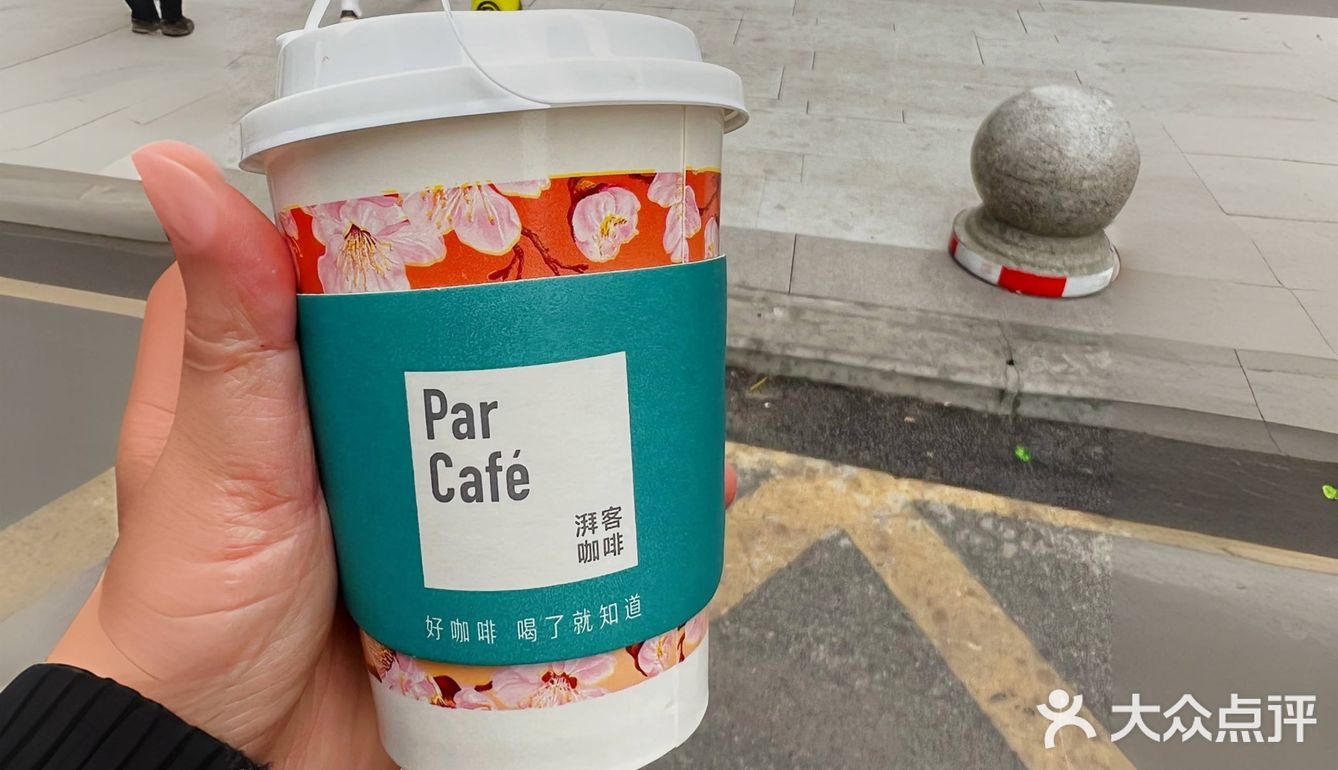 Par
Café
湃客
咖啡
好咖啡 喝了就知道
大众点评